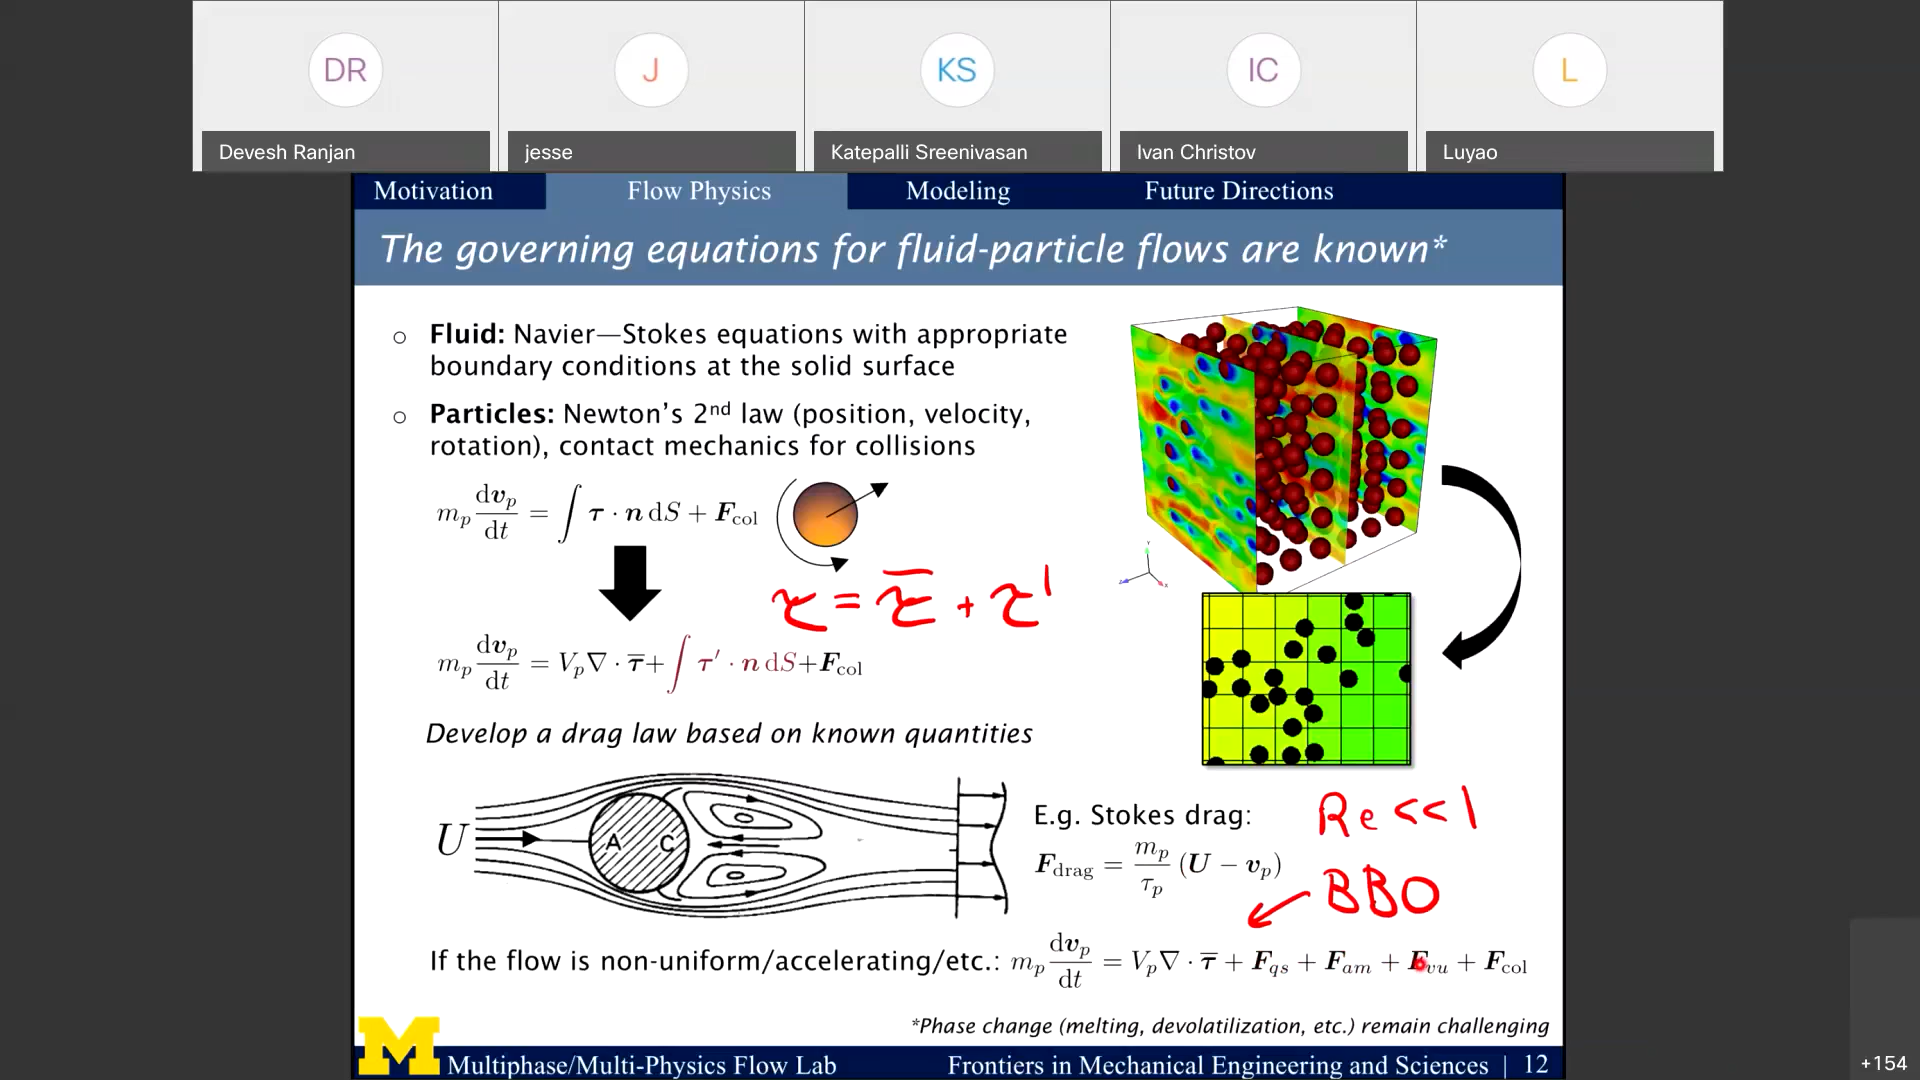 DR
J
KS
IC
L
Devesh Ranjan
jesse
Katepalli Sreenivasan
Ivan Christov
Luyao
Motivation
Flow Physics
Modeling
Future Directions
The governing equations for fluid-particle flows are known*
○ Fluid: Navier—Stokes equations with appropriate
boundary conditions at the solid surface
○ Particles: Newton's 2nd law (position, velocity,
rotation), contact mechanics for collisions
m_p dv_p/dt = ∫ τ · n dS + F_col
τ = τ̅ + τ'
m_p dv_p/dt = V_p∇ · τ̅ + ∫ τ' · n dS + F_col
Develop a drag law based on known quantities
U
A
C
E.g. Stokes drag:
Re << 1
F_drag = m_p/τ_p (U − v_p)
BBO
If the flow is non-uniform/accelerating/etc.: m_p dv_p/dt = V_p∇ · τ̅ + F_qs + F_am + F_vu + F_col
*Phase change (melting, devolatilization, etc.) remain challenging
M
Multiphase/Multi-Physics Flow Lab
Frontiers in Mechanical Engineering and Sciences | 12
+154